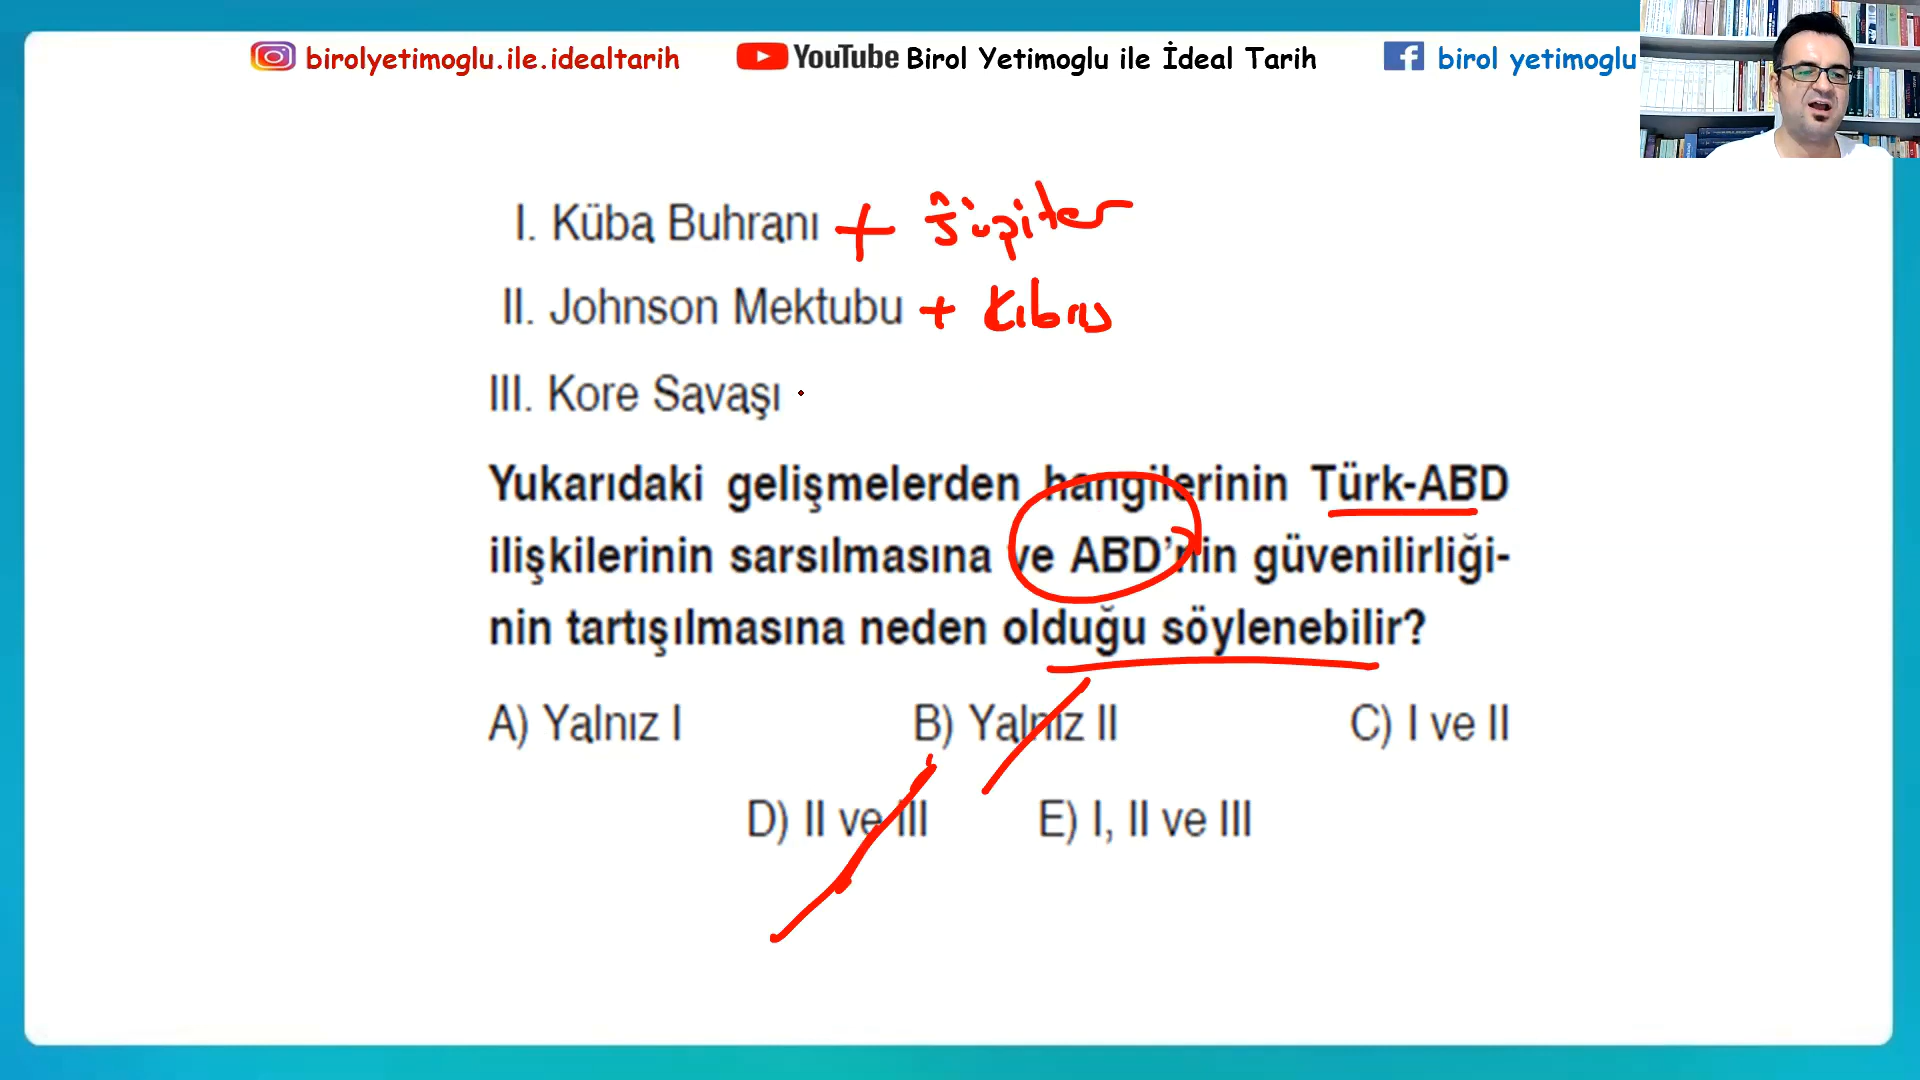 birolyetimoglu.ile.idealtarih YouTube Birol Yetimoglu ile İdeal Tarih birol yetimoglu
I. Küba Buhranı + Jüpiter
II. Johnson Mektubu + Kıbrıs
III. Kore Savaşı
Yukarıdaki gelişmelerden hangilerinin Türk-ABD
ilişkilerinin sarsılmasına ve ABD’nin güvenilirliği-
nin tartışılmasına neden olduğu söylenebilir?
A) Yalnız I B) Yalnız II C) I ve II
D) II ve III E) I, II ve III